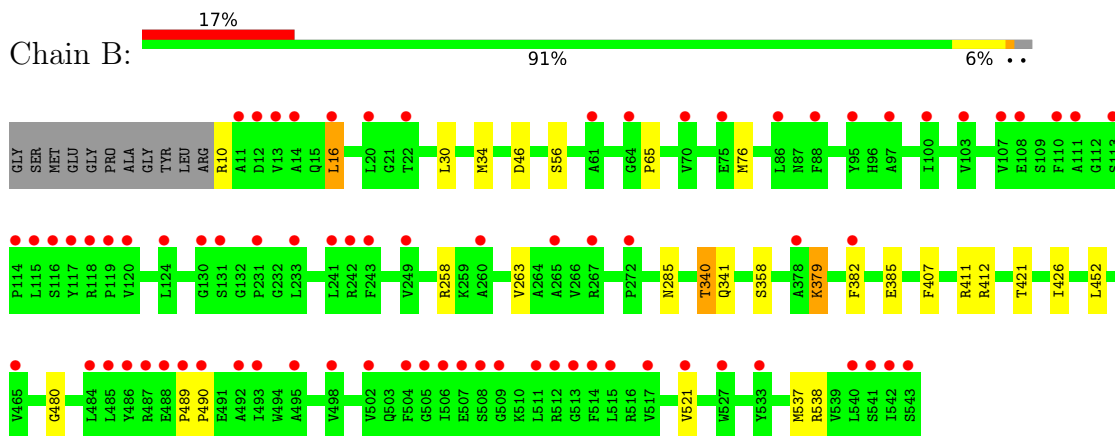 17%
Chain B:
91% 6% • •
GLY SER MET GLU GLY PRO ALA GLY TYR LEU ARG R10 A11 D12 V13 A14 Q15 L16 L20 G21 T22 L30 M34 D46 S56 A61 G64 P65 V70 E75 M76 L86 N87 F88 Y95 H96 A97 I100 V103 V107 E108 S109 F110 A111 G112 S113
P114 L115 S116 Y117 R118 P119 V120 L124 G130 S131 G132 P231 G232 L233 L241 R242 F243 V249 R258 K259 A260 V263 A264 A265 V266 R267 P272 N285 T340 Q341 S358 A378 K379 F382 E385 F407 R411 R412 T421 I426 L452
V465 G480 L484 L485 Y486 R487 E488 P489 P490 E491 A492 I493 W494 A495 V498 V502 Q503 F504 G505 I506 E507 S508 G509 K510 L511 R512 G513 F514 L515 R516 V517 V521 W527 Y533 M537 R538 V539 L540 S541 I542 S543